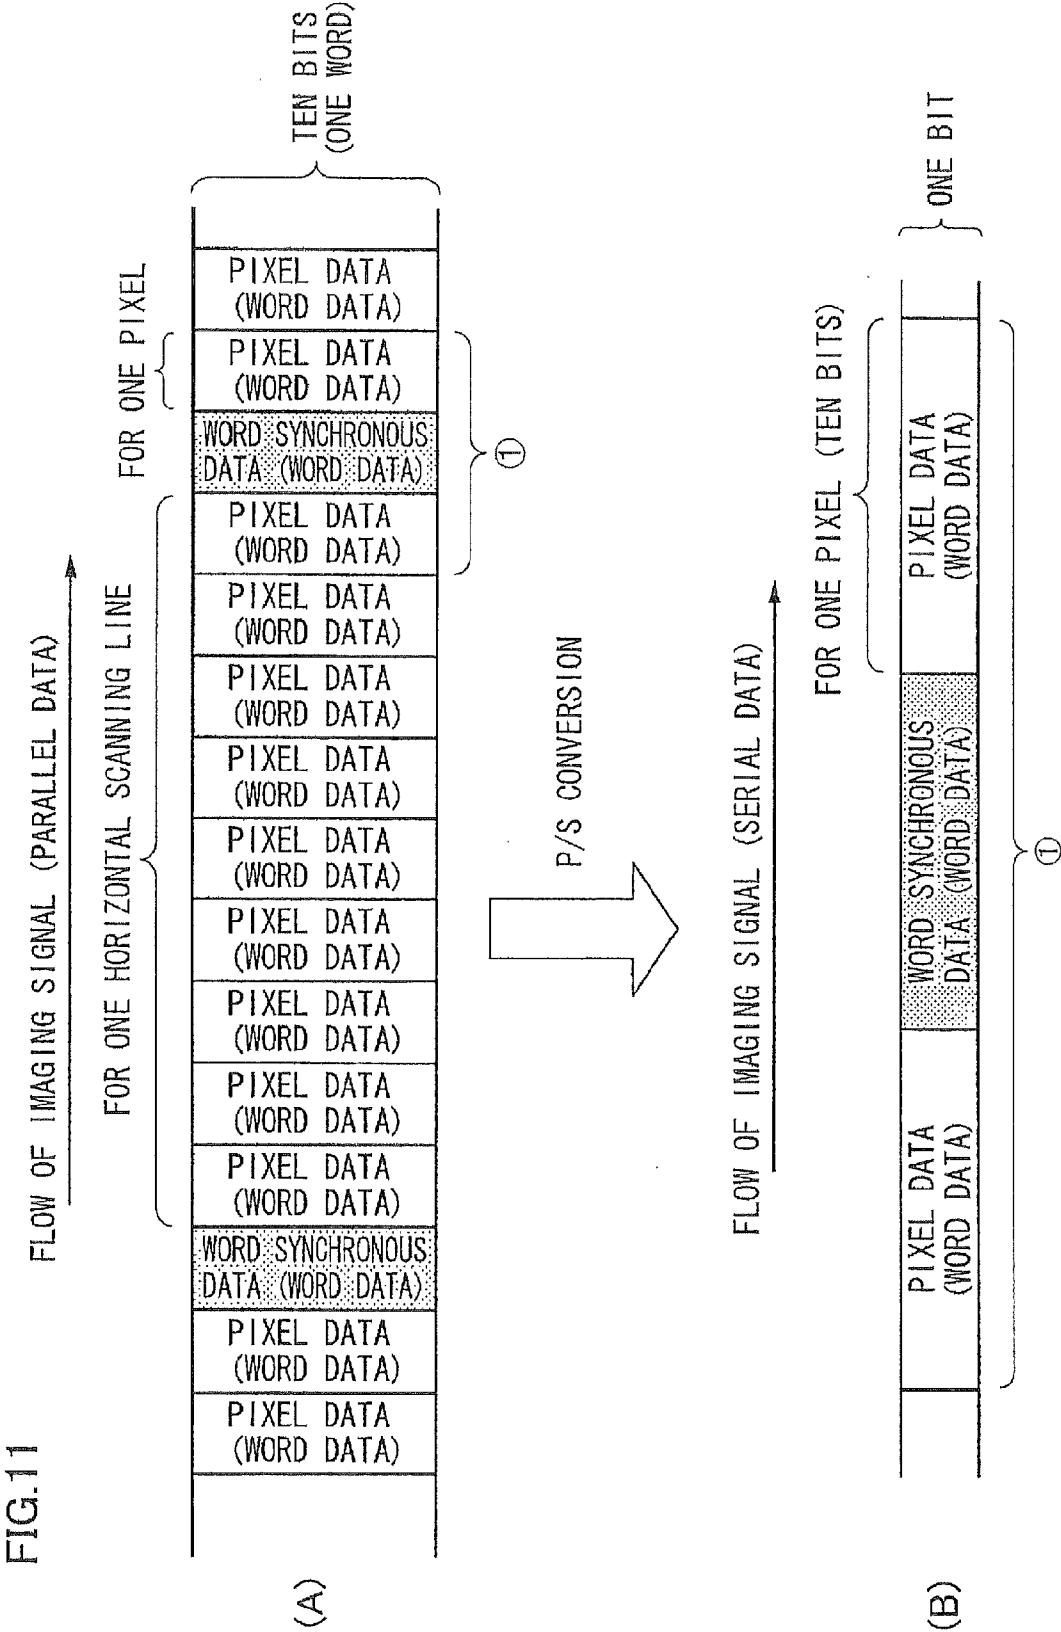 FIG.11
(A)
FLOW OF IMAGING SIGNAL (PARALLEL DATA)
FOR ONE HORIZONTAL SCANNING LINE
FOR ONE PIXEL
PIXEL DATA
(WORD DATA)
PIXEL DATA
(WORD DATA)
WORD SYNCHRONOUS
DATA (WORD DATA)
PIXEL DATA
(WORD DATA)
PIXEL DATA
(WORD DATA)
PIXEL DATA
(WORD DATA)
PIXEL DATA
(WORD DATA)
PIXEL DATA
(WORD DATA)
PIXEL DATA
(WORD DATA)
PIXEL DATA
(WORD DATA)
PIXEL DATA
(WORD DATA)
PIXEL DATA
(WORD DATA)
WORD SYNCHRONOUS
DATA (WORD DATA)
PIXEL DATA
(WORD DATA)
PIXEL DATA
(WORD DATA)
TEN BITS
(ONE WORD)
①
P/S CONVERSION
(B)
FLOW OF IMAGING SIGNAL (SERIAL DATA)
FOR ONE PIXEL (TEN BITS)
PIXEL DATA
(WORD DATA)
WORD SYNCHRONOUS
DATA (WORD DATA)
PIXEL DATA
(WORD DATA)
ONE BIT
①